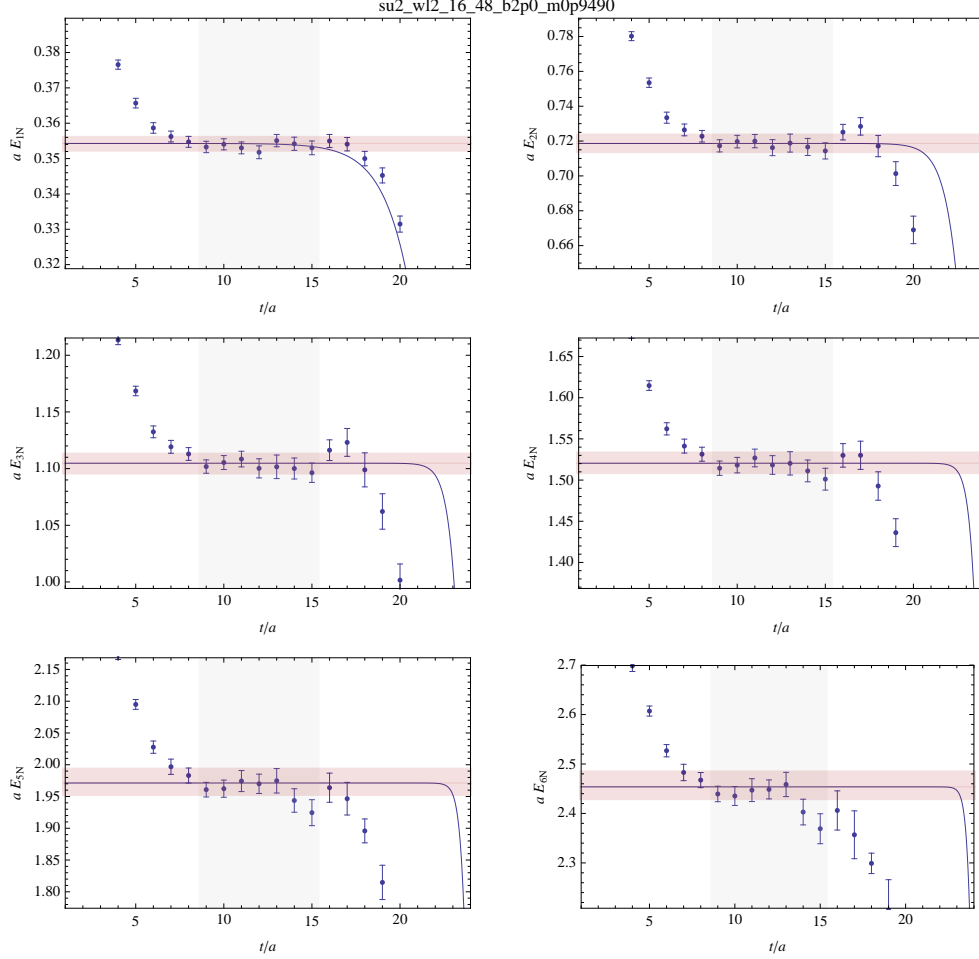 su2_wl2_16_48_b2p0_m0p9490
0.38
0.37
0.36
0.35
0.34
0.33
0.32
a E1N
5 10 15 20
t/a
0.78
0.76
0.74
0.72
0.70
0.68
0.66
a E2N
5 10 15 20
t/a
1.20
1.15
1.10
1.05
1.00
a E3N
5 10 15 20
t/a
1.65
1.60
1.55
1.50
1.45
1.40
a E4N
5 10 15 20
t/a
2.15
2.10
2.05
2.00
1.95
1.90
1.85
1.80
a E5N
5 10 15 20
t/a
2.7
2.6
2.5
2.4
2.3
a E6N
5 10 15 20
t/a